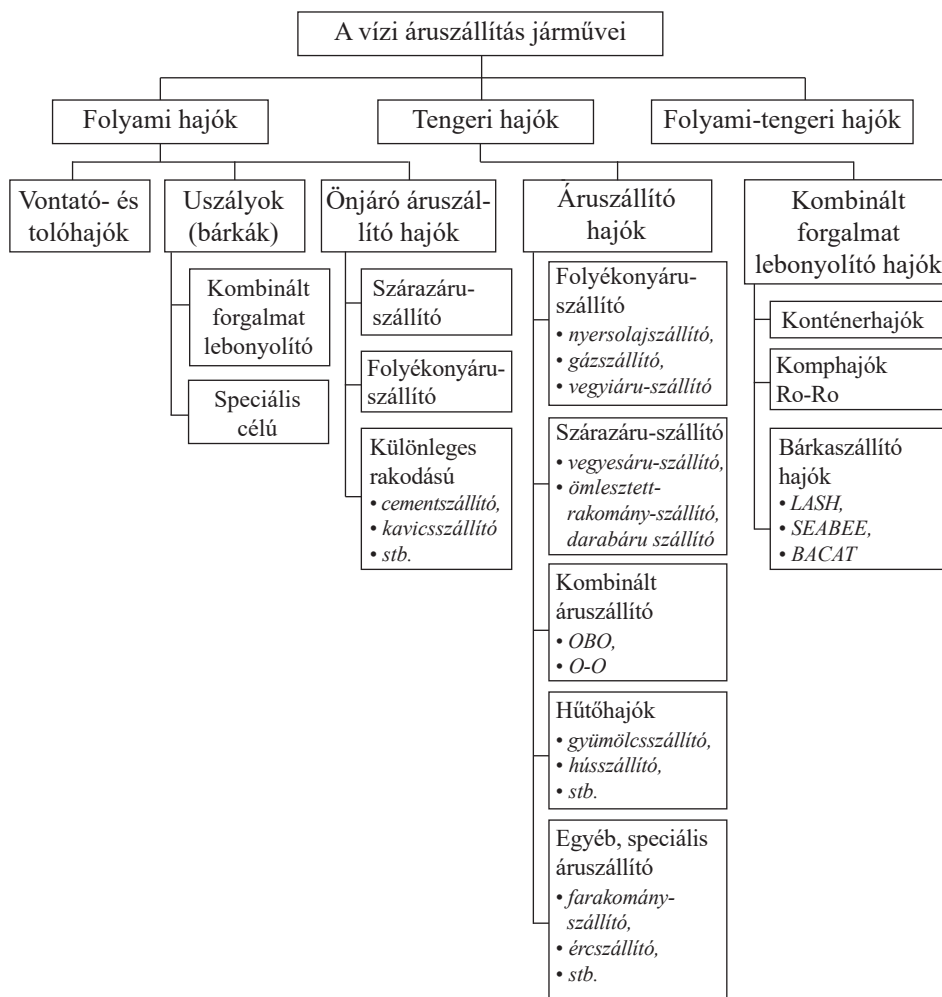 A vízi áruszállítás járművei
Folyami hajók
Tengeri hajók
Folyami-tengeri hajók
Vontató- és
tolóhajók
Uszályok
(bárkák)
Önjáró áruszál-
lító hajók
Áruszállító
hajók
Kombinált
forgalmat
lebonyolító hajók
Kombinált
forgalmat
lebonyolító
Speciális
célú
Szárazáru-
szállító
Folyékonyáru-
szállító
Különleges
rakodású
• cementszállító,
• kavicsszállító
• stb.
Folyékonyáru-
szállító
• nyersolajszállító,
• gázszállító,
• vegyiáru-szállító
Szárazáru-szállító
• vegyesáru-szállító,
• ömlesztett-
rakomány-szállító,
darabáru szállító
Kombinált
áruszállító
• OBO,
• O-O
Hűtőhajók
• gyümölcsszállító,
• hússzállító,
• stb.
Egyéb, speciális
áruszállító
• farakomány-
szállító,
• ércszállító,
• stb.
Konténerhajók
Komphajók
Ro-Ro
Bárkaszállító
hajók
• LASH,
• SEABEE,
• BACAT